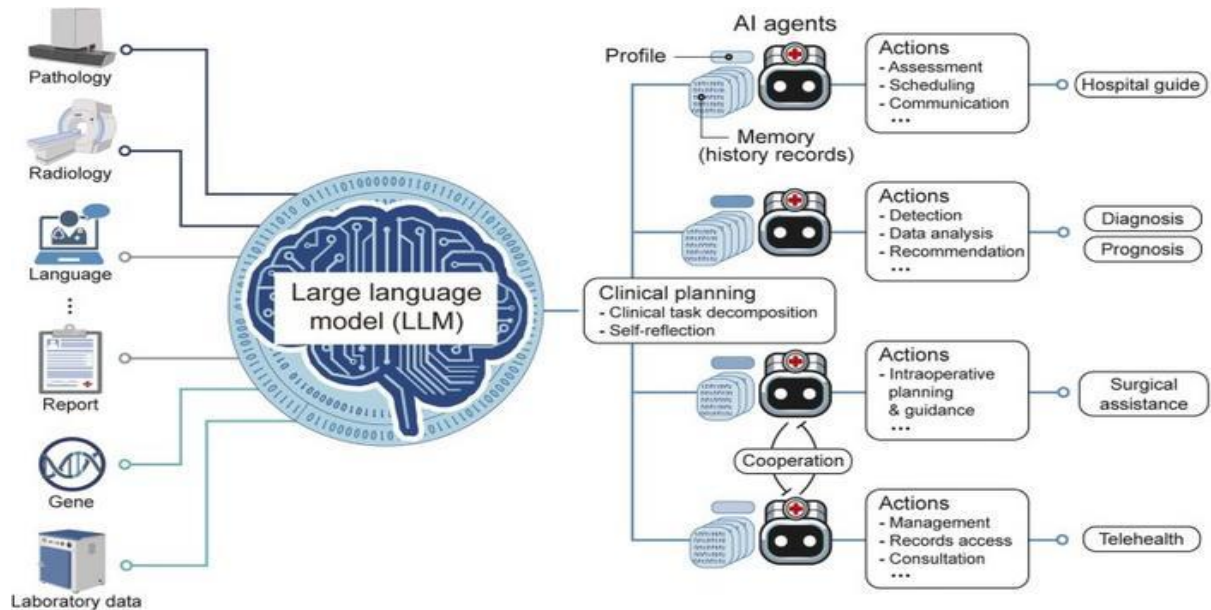 Pathology
Radiology
Language
...
Report
Gene
Laboratory data
Large language
model (LLM)
Clinical planning
- Clinical task decomposition
- Self-reflection
AI agents
Profile
Memory
(history records)
Actions
- Assessment
- Scheduling
- Communication
...
Hospital guide
Actions
- Detection
- Data analysis
- Recommendation
...
Diagnosis
Prognosis
Actions
- Intraoperative
planning
& guidance
...
Surgical
assistance
Cooperation
Actions
- Management
- Records access
- Consultation
...
Telehealth